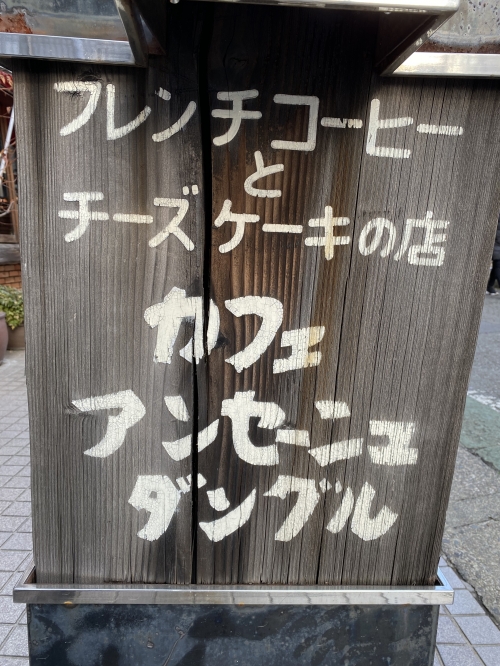 フレンチコーヒー
と
チーズケーキの店
カフェ
アンセーニュ
ダングル